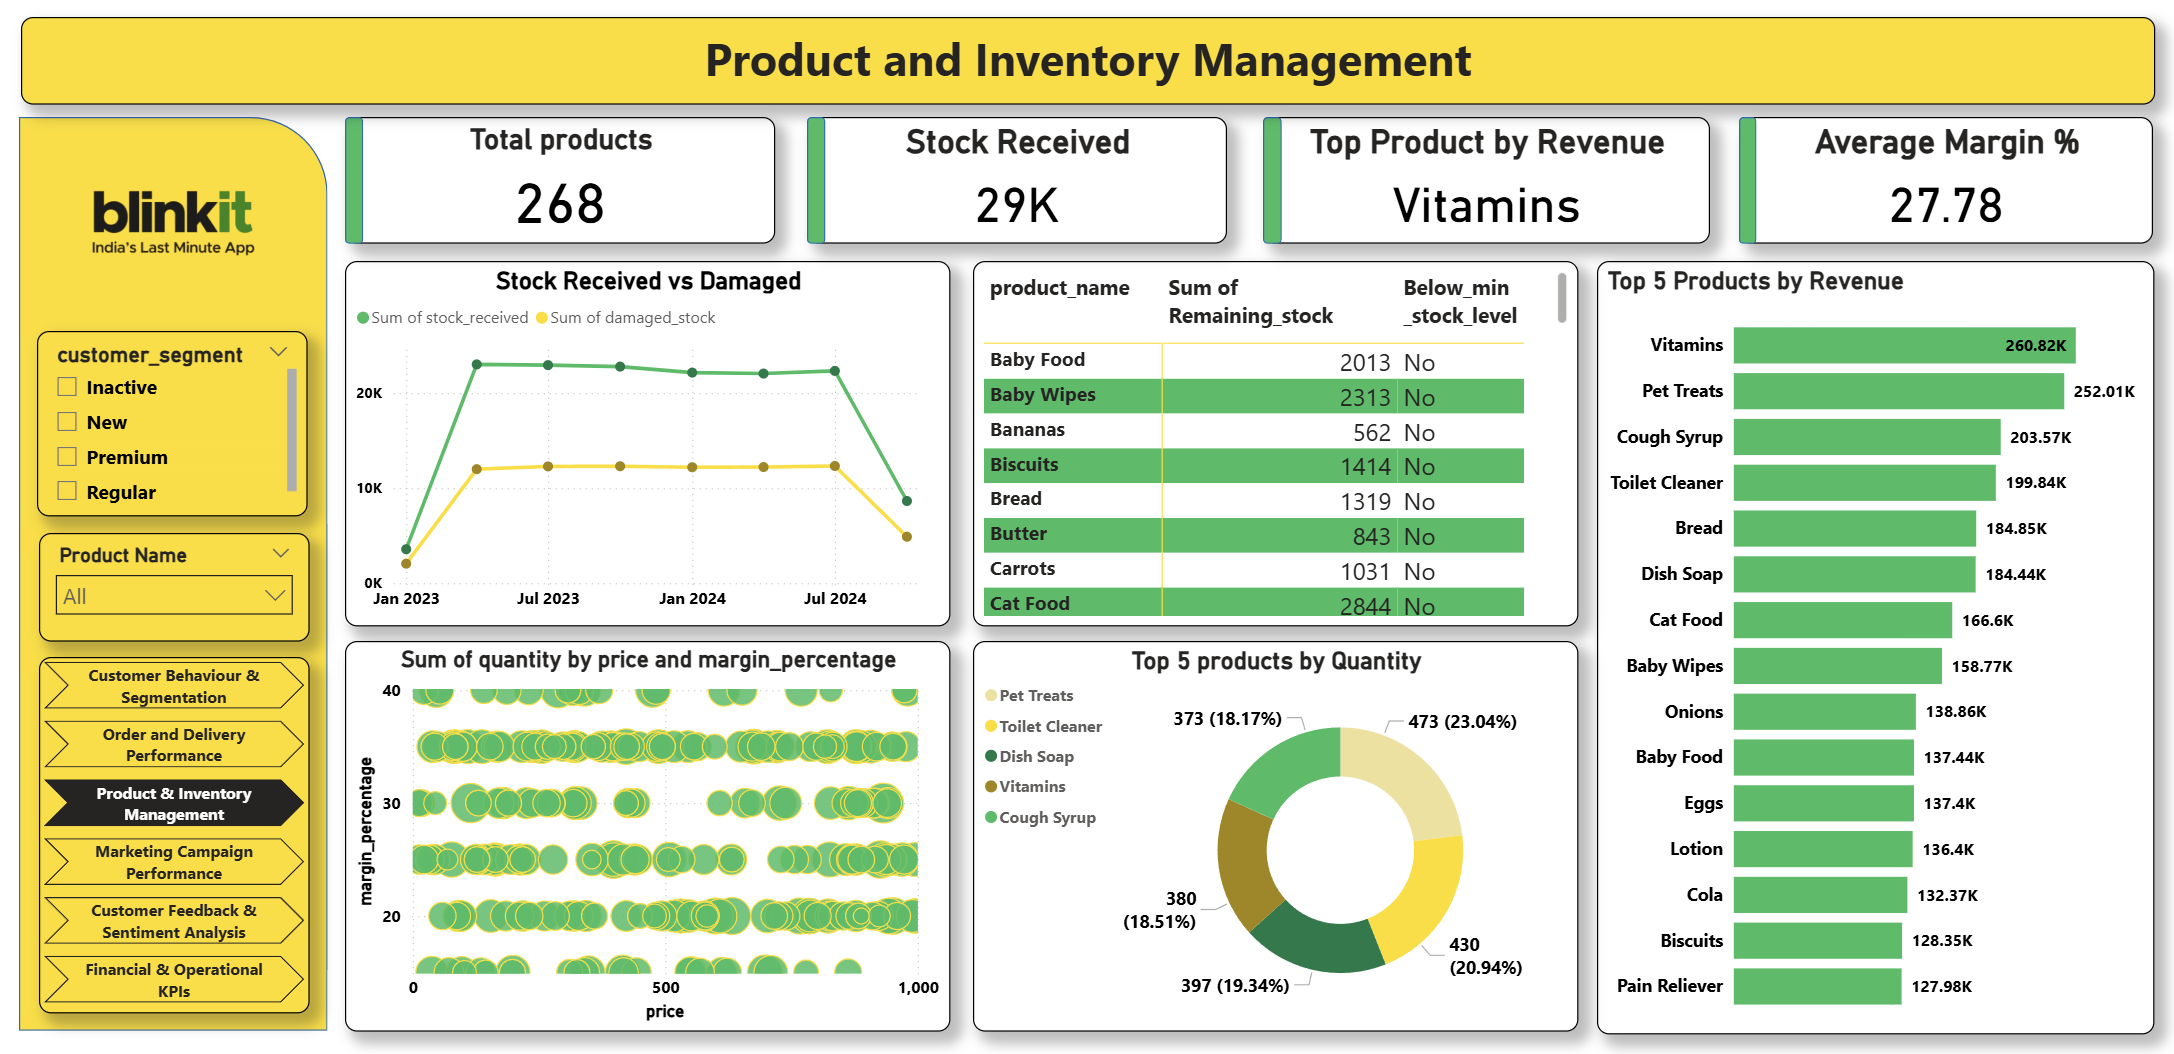 Product and Inventory Management
blinkit
India's Last Minute App
customer_segment
Inactive
New
Premium
Regular
Product Name
All
Customer Behaviour &
Segmentation
Order and Delivery
Performance
Product & Inventory
Management
Marketing Campaign
Performance
Customer Feedback &
Sentiment Analysis
Financial & Operational
KPIs
Total products
268
Stock Received
29K
Top Product by Revenue
Vitamins
Average Margin %
27.78
Stock Received vs Damaged
Sum of stock_received Sum of damaged_stock
20K
10K
0K
Jan 2023 Jul 2023 Jan 2024 Jul 2024
product_name Sum of Below_min
Remaining_stock _stock_level
Baby Food 2013 No
Baby Wipes 2313 No
Bananas 562 No
Biscuits 1414 No
Bread 1319 No
Butter 843 No
Carrots 1031 No
Cat Food 2844 No
Top 5 Products by Revenue
Vitamins 260.82K
Pet Treats 252.01K
Cough Syrup 203.57K
Toilet Cleaner 199.84K
Bread 184.85K
Dish Soap 184.44K
Cat Food 166.6K
Baby Wipes 158.77K
Onions 138.86K
Baby Food 137.44K
Eggs 137.4K
Lotion 136.4K
Cola 132.37K
Biscuits 128.35K
Pain Reliever 127.98K
Sum of quantity by price and margin_percentage
margin_percentage
40
30
20
0 500 1,000
price
Top 5 products by Quantity
Pet Treats
Toilet Cleaner
Dish Soap
Vitamins
Cough Syrup
373 (18.17%)
473 (23.04%)
380
(18.51%)
430
(20.94%)
397 (19.34%)